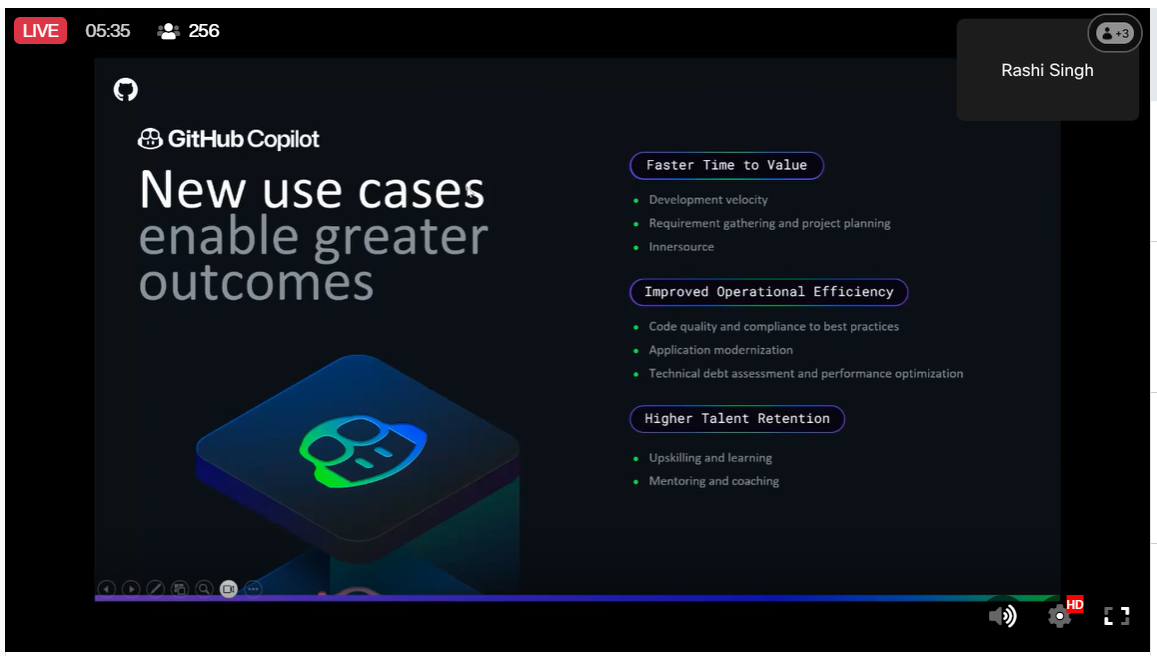 LIVE 05:35 256
+3
Rashi Singh
GitHub Copilot
New use cases
enable greater
outcomes
Faster Time to Value
Development velocity
Requirement gathering and project planning
Innersource
Improved Operational Efficiency
Code quality and compliance to best practices
Application modernization
Technical debt assessment and performance optimization
Higher Talent Retention
Upskilling and learning
Mentoring and coaching
HD